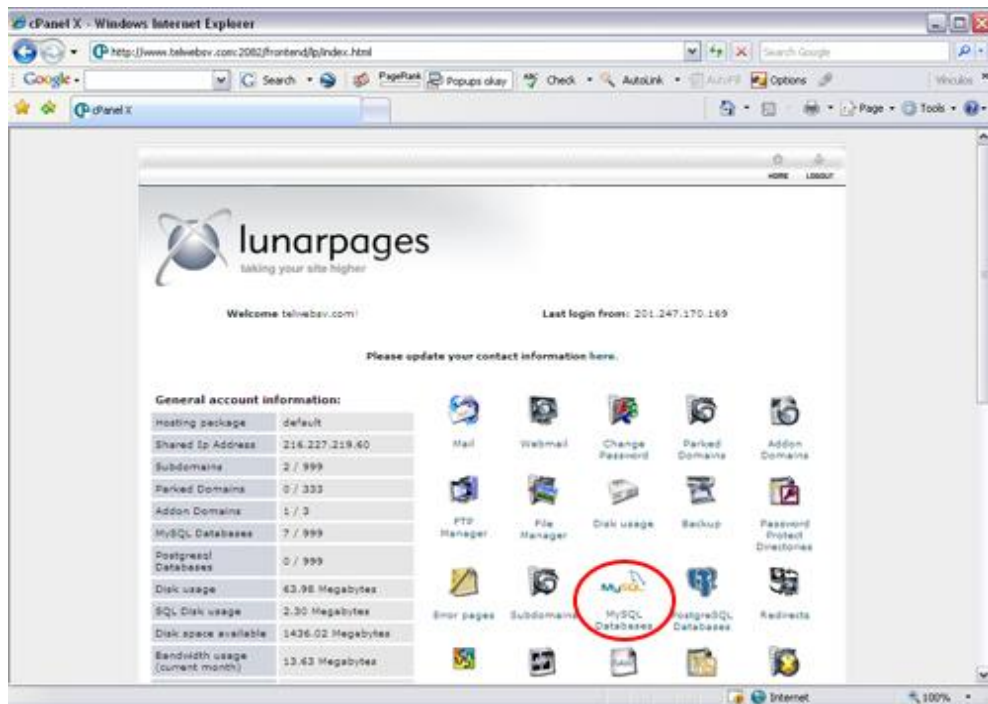 cPanel X - Windows Internet Explorer
http://www.telwebsv.com:2082/frontend/lp/index.html
Search Google
Google
Search
PageRank
Popups okay
Check
AutoLink
AutoFill
Options
Vínculos
cPanel X
Page
Tools
HOME
LOGOUT
lunarpages
taking your site higher
Welcome telwebsv.com!
Last login from: 201.247.170.169
Please update your contact information here.
General account information:
Hosting package default
Shared Ip Address 216.227.219.60
Subdomains 2 / 999
Parked Domains 0 / 333
Addon Domains 1 / 3
MySQL Databases 7 / 999
Postgresql Databases 0 / 999
Disk usage 63.98 Megabytes
SQL Disk usage 2.30 Megabytes
Disk space available 1436.02 Megabytes
Bandwidth usage (current month) 13.63 Megabytes
Mail
Webmail
Change Password
Parked Domains
Addon Domains
FTP Manager
File Manager
Disk usage
Backup
Password Protect Directories
Error pages
Subdomains
MySQL
MySQL Databases
PostgreSQL Databases
Redirects
Internet
100%